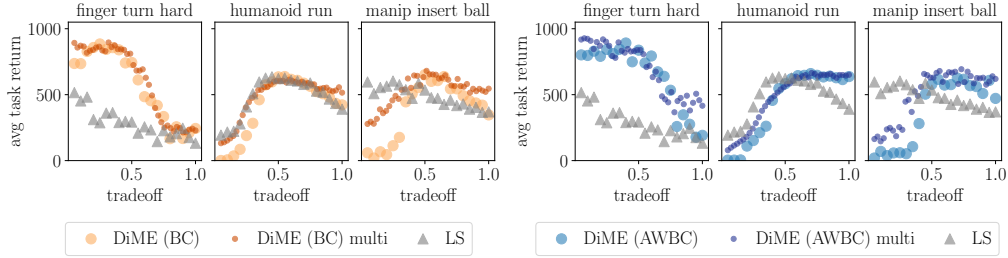 finger turn hard humanoid run manip insert ball
1000
500
0
avg task return
0.5 1.0 0.5 1.0 0.5 1.0
tradeoff tradeoff tradeoff
DiME (BC) DiME (BC) multi LS
finger turn hard humanoid run manip insert ball
1000
500
0
avg task return
0.5 1.0 0.5 1.0 0.5 1.0
tradeoff tradeoff tradeoff
DiME (AWBC) DiME (AWBC) multi LS